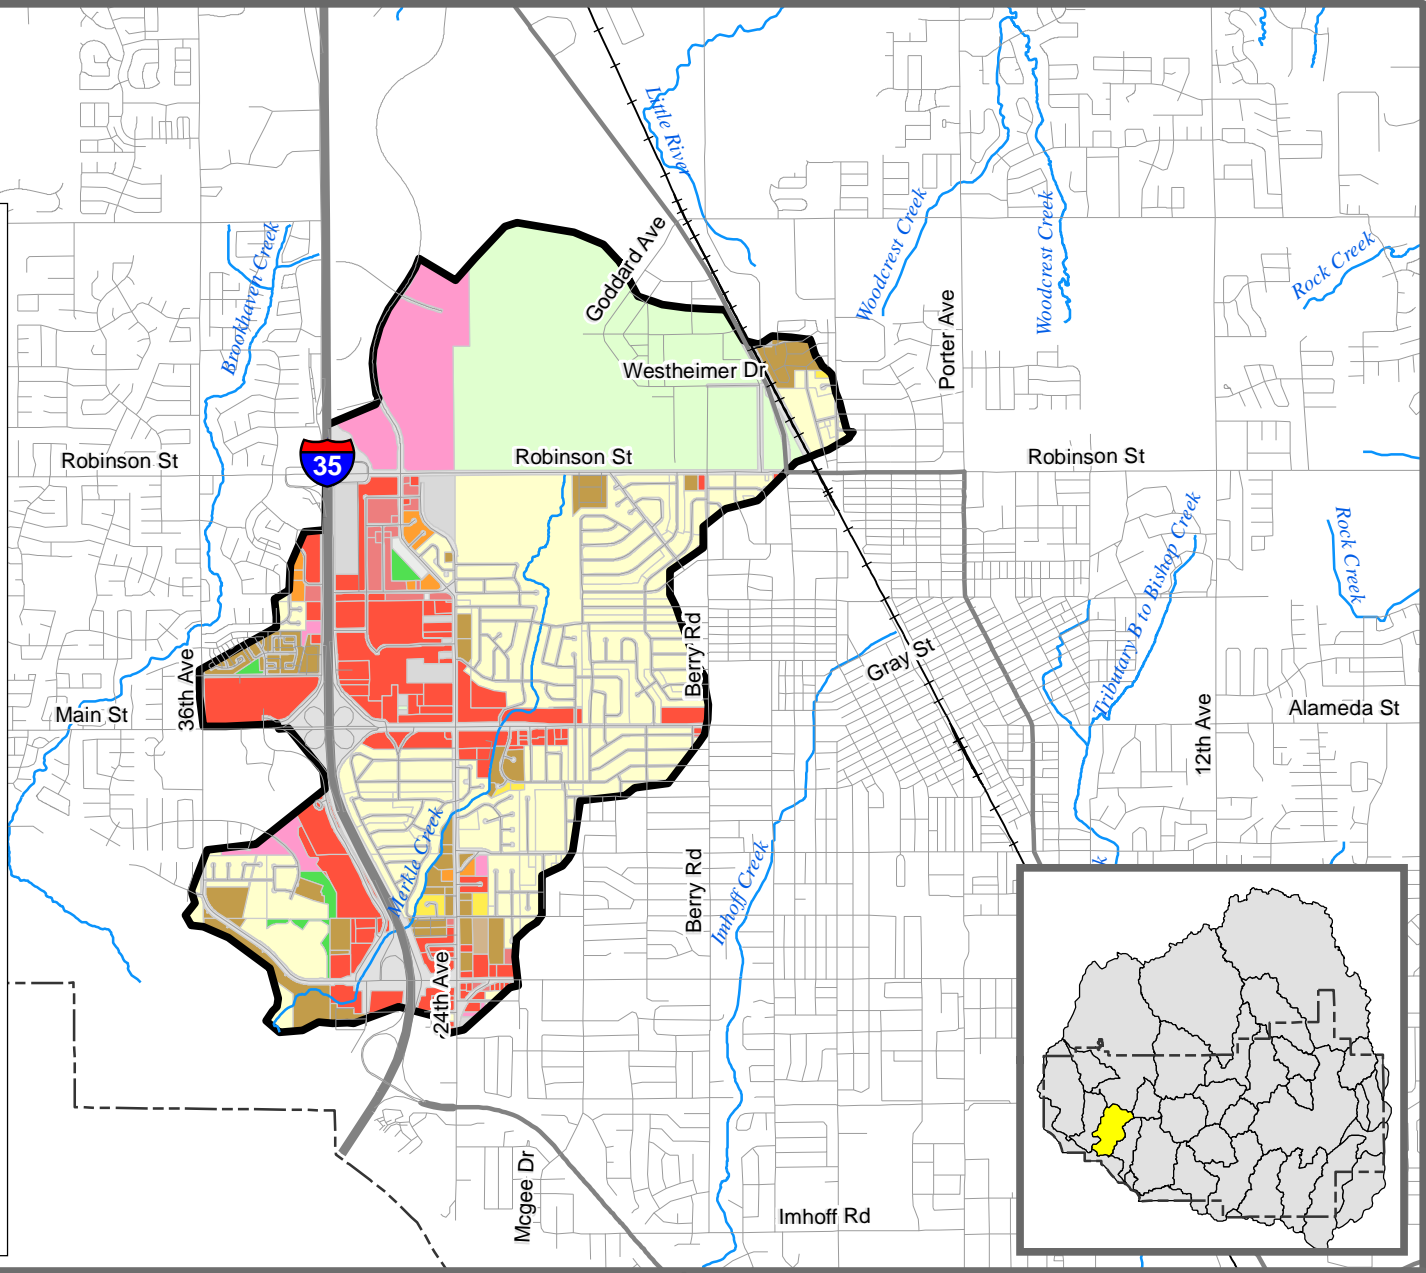 Little River
Goddard Ave
Brookhaven Creek
Woodcrest Creek
Woodcrest Creek
Rock Creek
Porter Ave
Westheimer Dr
35
Robinson St
Robinson St
Robinson St
Rock Creek
Tributary B to Bishop Creek
Berry Rd
Gray St
36th Ave
Main St
12th Ave
Alameda St
Merkle Creek
Berry Rd
Imhoff Creek
k
24th Ave
Mcgee Dr
Imhoff Rd